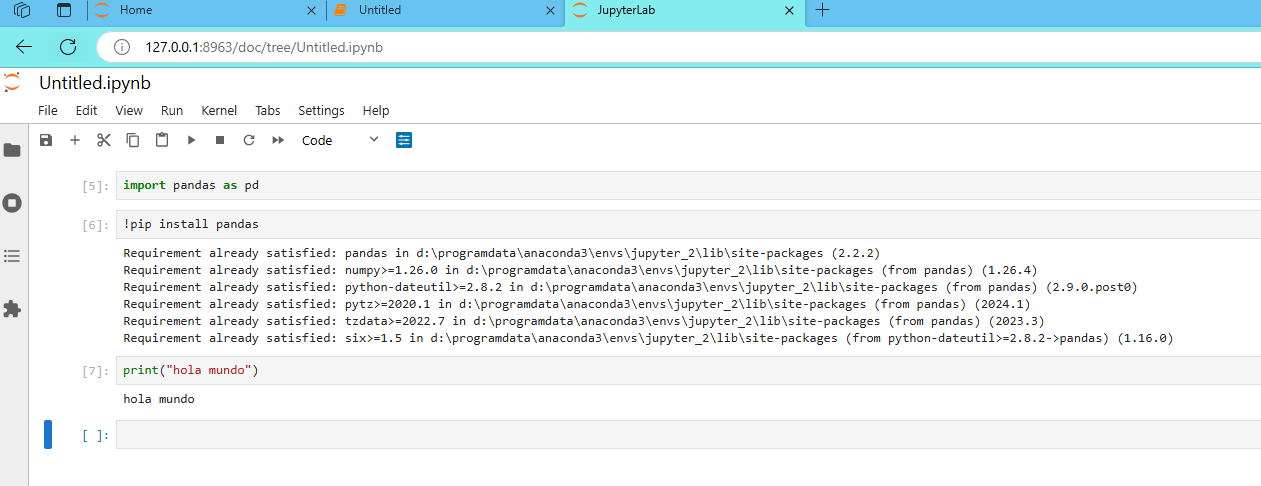 Home
Untitled
JupyterLab
127.0.0.1:8963/doc/tree/Untitled.ipynb
Untitled.ipynb
File Edit View Run Kernel Tabs Settings Help
Code
[5]: import pandas as pd
[6]: !pip install pandas
Requirement already satisfied: pandas in d:\programdata\anaconda3\envs\jupyter_2\lib\site-packages (2.2.2)
Requirement already satisfied: numpy>=1.26.0 in d:\programdata\anaconda3\envs\jupyter_2\lib\site-packages (from pandas) (1.26.4)
Requirement already satisfied: python-dateutil>=2.8.2 in d:\programdata\anaconda3\envs\jupyter_2\lib\site-packages (from pandas) (2.9.0.post0)
Requirement already satisfied: pytz>=2020.1 in d:\programdata\anaconda3\envs\jupyter_2\lib\site-packages (from pandas) (2024.1)
Requirement already satisfied: tzdata>=2022.7 in d:\programdata\anaconda3\envs\jupyter_2\lib\site-packages (from pandas) (2023.3)
Requirement already satisfied: six>=1.5 in d:\programdata\anaconda3\envs\jupyter_2\lib\site-packages (from python-dateutil>=2.8.2->pandas) (1.16.0)
[7]: print("hola mundo")
hola mundo
[ ]: